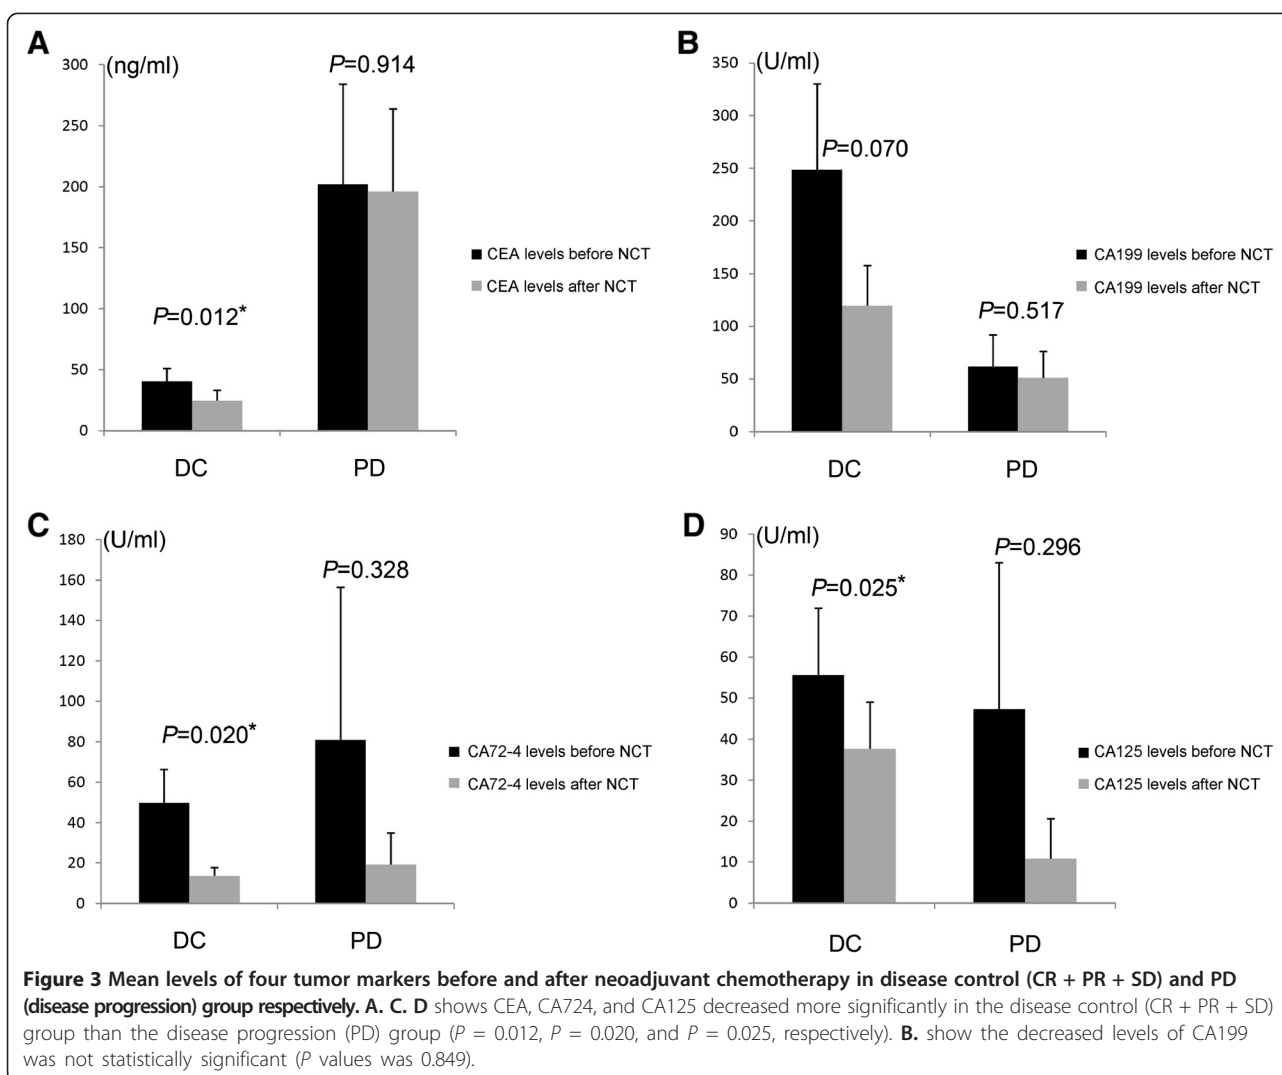 A
(ng/ml)
300
250
200
150
100
50
0
P=0.914
P=0.012*
CEA levels before NCT
CEA levels after NCT
DC
PD
B
(U/ml)
350
300
250
200
150
100
50
0
P=0.070
P=0.517
CA199 levels before NCT
CA199 levels after NCT
DC
PD
C
(U/ml)
180
160
140
120
100
80
60
40
20
0
P=0.328
P=0.020*
CA72-4 levels before NCT
CA72-4 levels after NCT
DC
PD
D
(U/ml)
90
80
70
60
50
40
30
20
10
0
P=0.296
P=0.025*
CA125 levels before NCT
CA125 levels after NCT
DC
PD
Figure 3 Mean levels of four tumor markers before and after neoadjuvant chemotherapy in disease control (CR + PR + SD) and PD
(disease progression) group respectively. A. C. D shows CEA, CA724, and CA125 decreased more significantly in the disease control (CR + PR + SD)
group than the disease progression (PD) group (P = 0.012, P = 0.020, and P = 0.025, respectively). B. show the decreased levels of CA199
was not statistically significant (P values was 0.849).